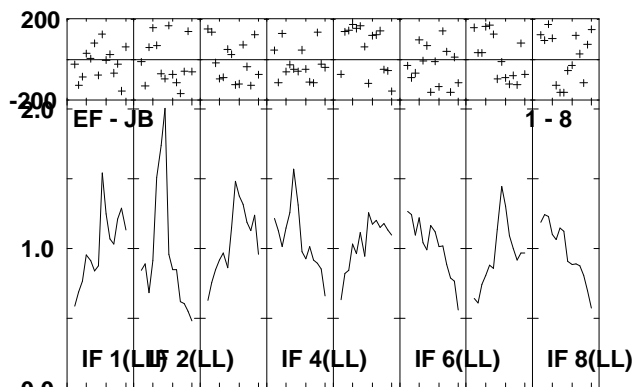 200
-200
2.0
EF - JB 1 - 8
1.0
IF 1(LL) IF 2(LL) IF 4(LL) IF 6(LL) IF 8(LL)
0.0